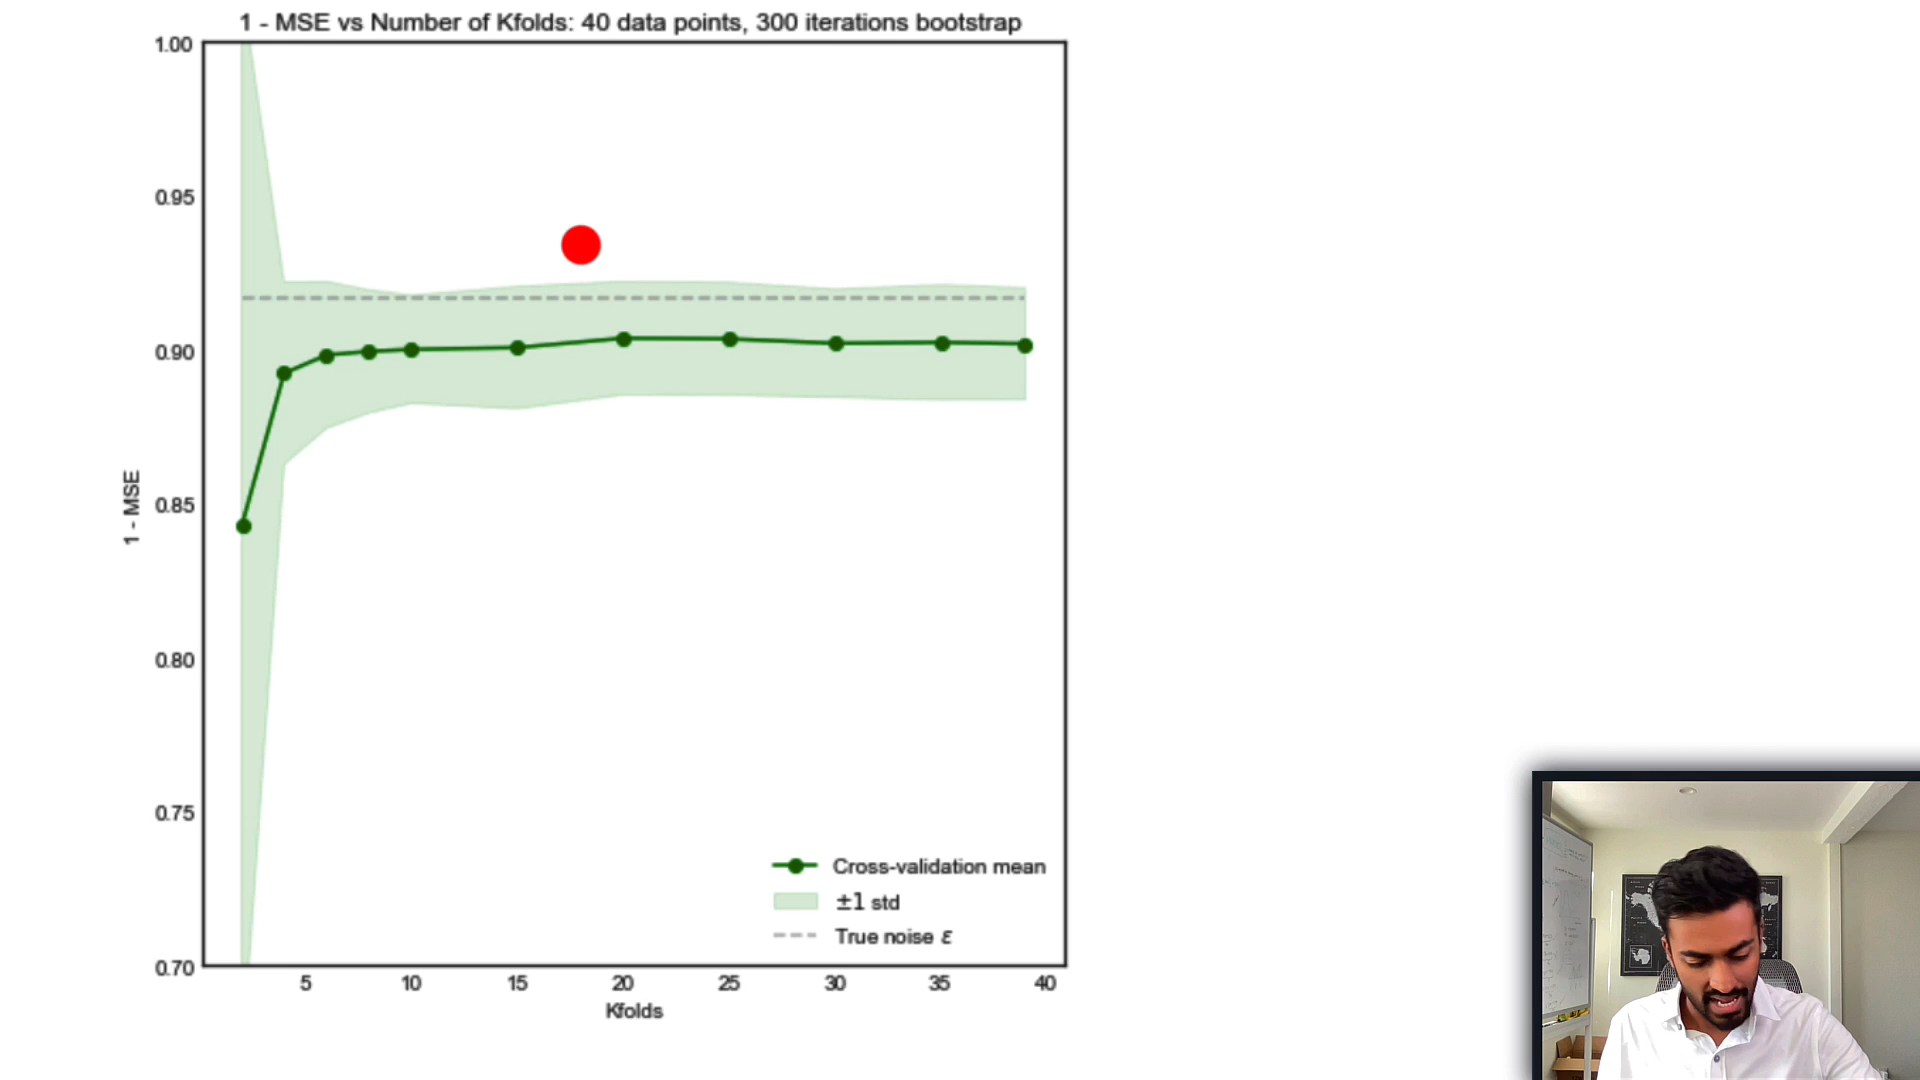 1 - MSE vs Number of Kfolds: 40 data points, 300 iterations bootstrap
1.00
0.95
0.90
0.85
0.80
0.75
0.70
1 - MSE
Cross-validation mean
±1 std
True noise ε
5 10 15 20 25 30 35 40
Kfolds